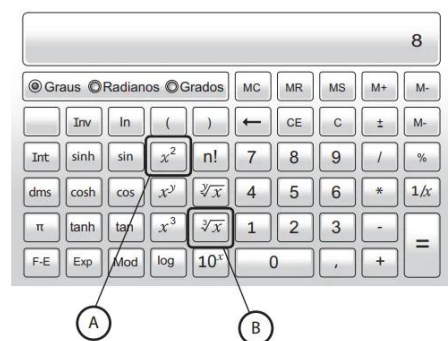 8
Graus Radianos Grados MC MR MS M+ M-
Inv ln ( ) ← CE C ± M-
Int sinh sin x² n! 7 8 9 / %
dms cosh cos xʸ ʸ√x 4 5 6 * 1/x
π tanh tan x³ ³√x 1 2 3 - =
F-E Exp Mod log 10ˣ 0 , +
A B